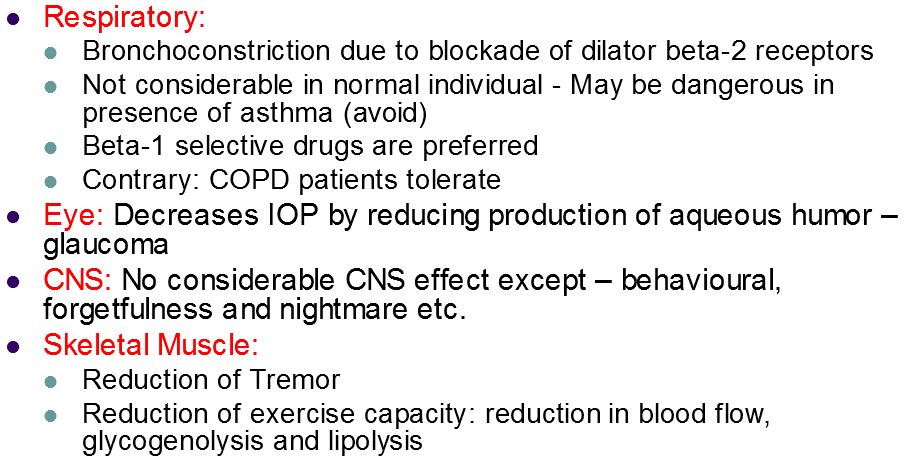 Respiratory:
Bronchoconstriction due to blockade of dilator beta-2 receptors
Not considerable in normal individual - May be dangerous in
presence of asthma (avoid)
Beta-1 selective drugs are preferred
Contrary: COPD patients tolerate
Eye: Decreases IOP by reducing production of aqueous humor –
glaucoma
CNS: No considerable CNS effect except – behavioural,
forgetfulness and nightmare etc.
Skeletal Muscle:
Reduction of Tremor
Reduction of exercise capacity: reduction in blood flow,
glycogenolysis and lipolysis